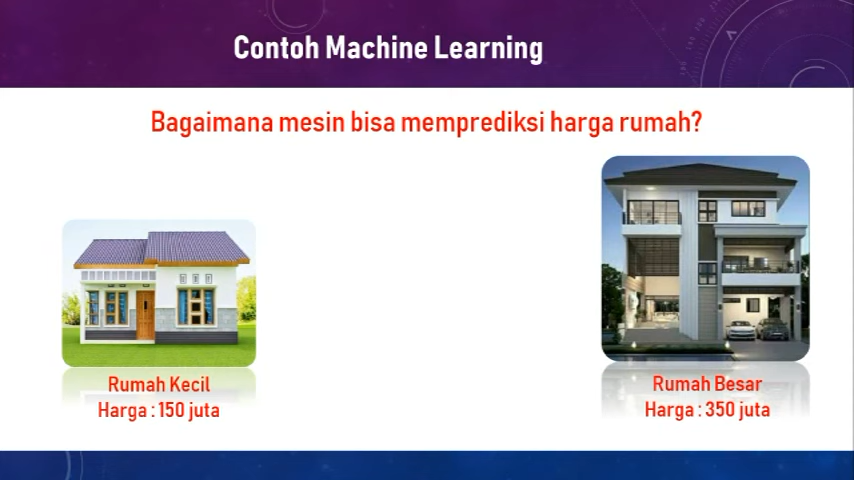 Contoh Machine Learning
Bagaimana mesin bisa memprediksi harga rumah?
Rumah Kecil
Harga : 150 juta
Rumah Besar
Harga : 350 juta